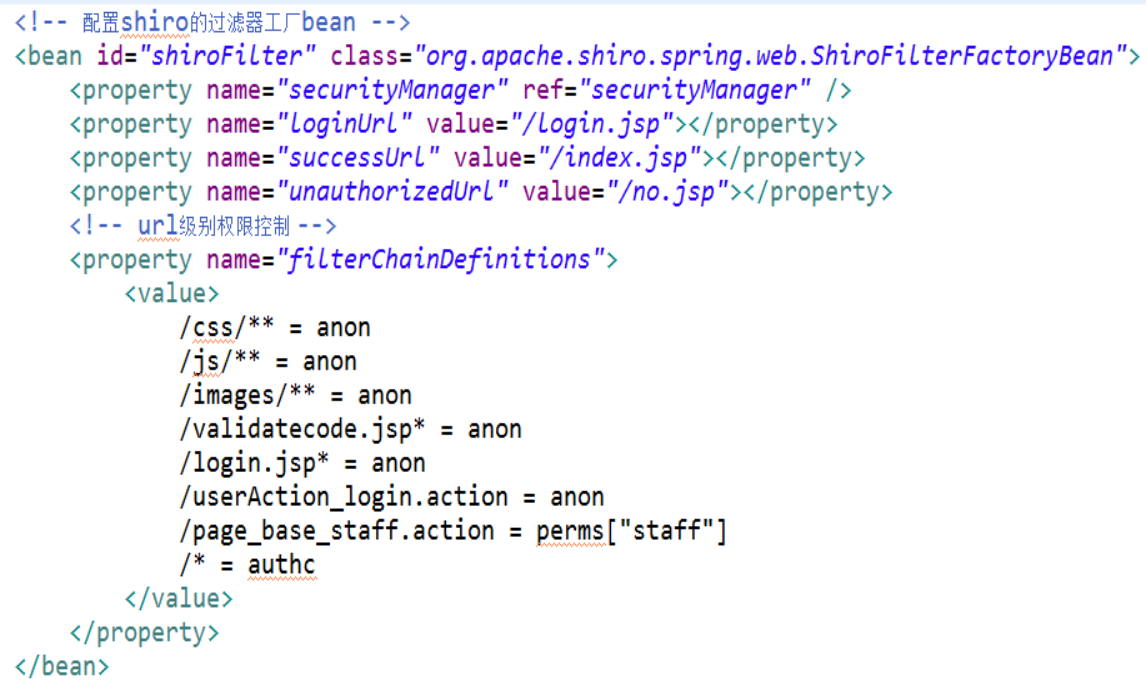 <!-- 配置shiro的过滤器工厂bean -->
<bean id="shiroFilter" class="org.apache.shiro.spring.web.ShiroFilterFactoryBean">
<property name="securityManager" ref="securityManager" />
<property name="loginUrl" value="/login.jsp"></property>
<property name="successUrl" value="/index.jsp"></property>
<property name="unauthorizedUrl" value="/no.jsp"></property>
<!-- url级别权限控制 -->
<property name="filterChainDefinitions">
<value>
/css/** = anon
/js/** = anon
/images/** = anon
/validatecode.jsp* = anon
/login.jsp* = anon
/userAction_login.action = anon
/page_base_staff.action = perms["staff"]
/* = authc
</value>
</property>
</bean>